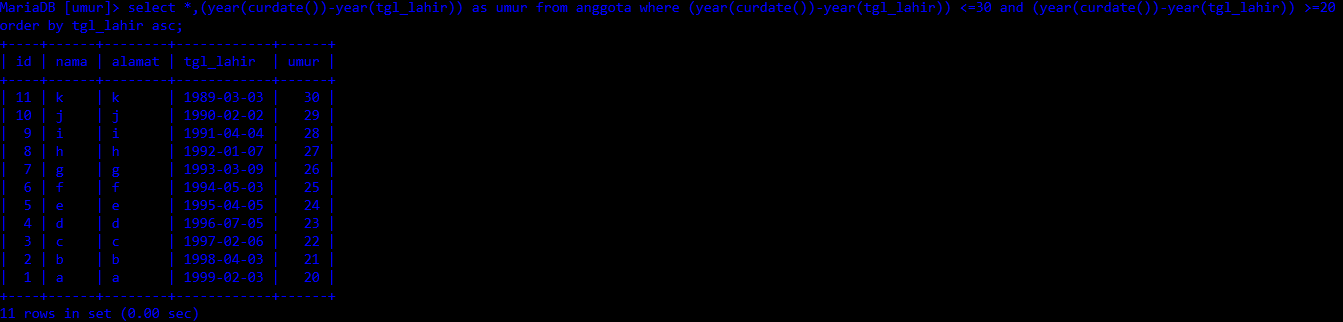 MariaDB [umur]> select *,(year(curdate())-year(tgl_lahir)) as umur from anggota where (year(curdate())-year(tgl_lahir)) <=30 and (year(curdate())-year(tgl_lahir)) >=20
order by tgl_lahir asc;
+----+------+--------+------------+------+
| id | nama | alamat | tgl_lahir  | umur |
+----+------+--------+------------+------+
| 11 | k    | k      | 1989-03-03 |   30 |
| 10 | j    | j      | 1990-02-02 |   29 |
|  9 | i    | i      | 1991-04-04 |   28 |
|  8 | h    | h      | 1992-01-07 |   27 |
|  7 | g    | g      | 1993-03-09 |   26 |
|  6 | f    | f      | 1994-05-03 |   25 |
|  5 | e    | e      | 1995-04-05 |   24 |
|  4 | d    | d      | 1996-07-05 |   23 |
|  3 | c    | c      | 1997-02-06 |   22 |
|  2 | b    | b      | 1998-04-03 |   21 |
|  1 | a    | a      | 1999-02-03 |   20 |
+----+------+--------+------------+------+
11 rows in set (0.00 sec)